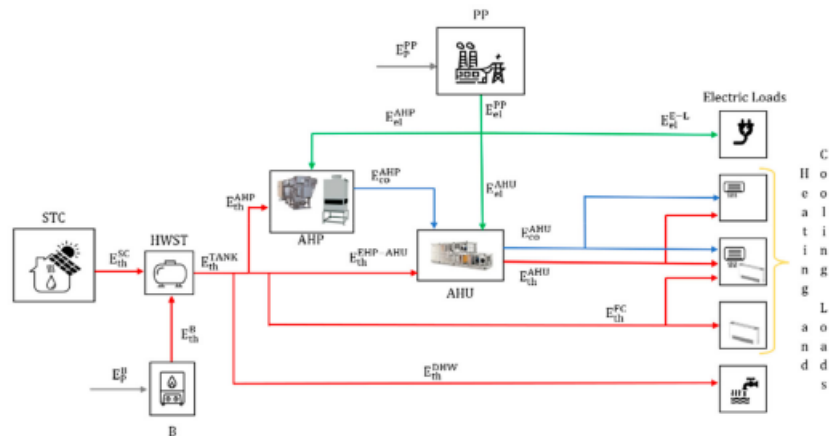 PP
E_P^PP
E_el^PP
Electric Loads
E_el^AHP
E_el^E-L
E_co^AHP
E_el^AHU
E_th^AHP
AHP
STC
HWST
E_th^SC
E_th^TANK
E_th^EHP-AHU
E_co^AHU
E_th^AHU
AHU
E_th^FC
E_th^B
E_P^B
E_th^DHW
B
Heating and
Cooling Loads